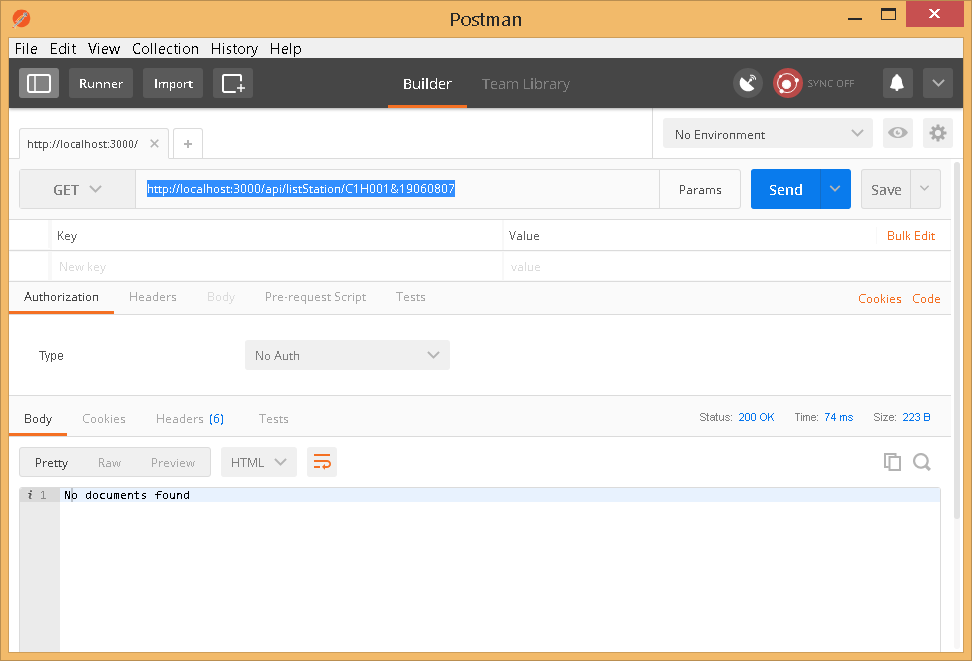 Postman
File Edit View Collection History Help
Runner Import Builder Team Library SYNC OFF
http://localhost:3000/ × + No Environment
GET http://localhost:3000/api/listStation/C1H001&19060807 Params Send Save
Key Value Bulk Edit
New key value
Authorization Headers Body Pre-request Script Tests Cookies Code
Type No Auth
Body Cookies Headers (6) Tests Status: 200 OK Time: 74 ms Size: 223 B
Pretty Raw Preview HTML
i 1 No documents found